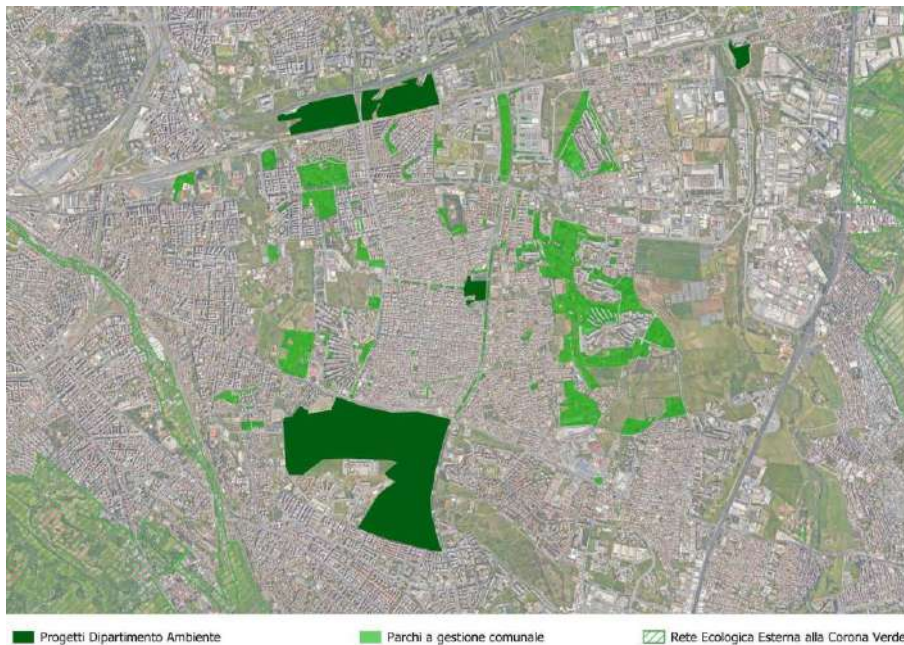 Progetti Dipartimento Ambiente
Parchi a gestione comunale
Rete Ecologica Esterna alla Corona Verde